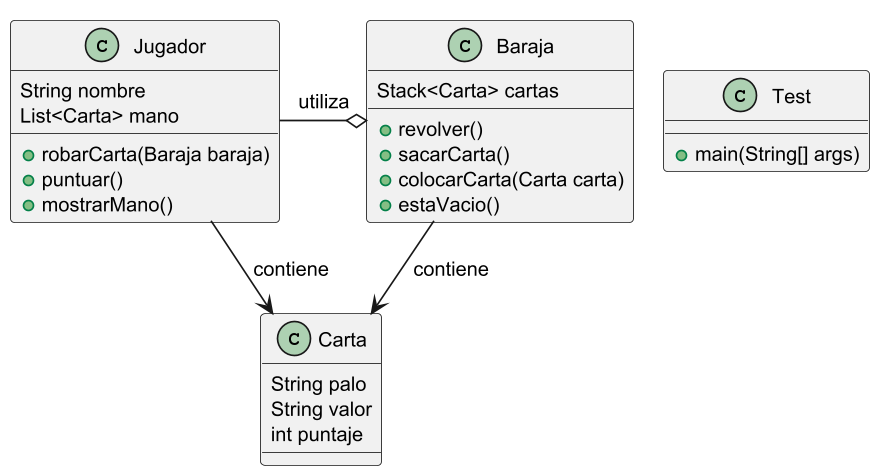 C Jugador
String nombre
List<Carta> mano
robarCarta(Baraja baraja)
puntuar()
mostrarMano()
utiliza
C Baraja
Stack<Carta> cartas
revolver()
sacarCarta()
colocarCarta(Carta carta)
estaVacio()
C Test
main(String[] args)
contiene
contiene
C Carta
String palo
String valor
int puntaje